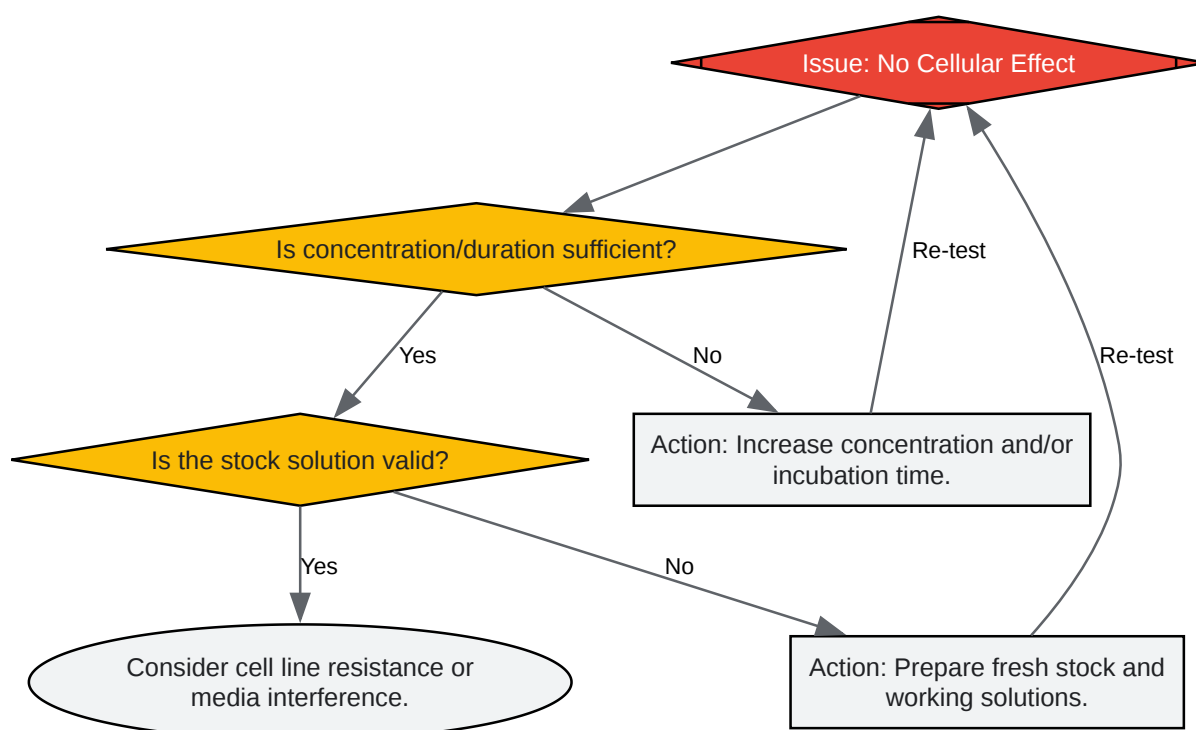 Issue: No Cellular Effect
Is concentration/duration sufficient?
Re-test
Yes
No
Re-test
Is the stock solution valid?
Action: Increase concentration and/or
incubation time.
Yes
No
Consider cell line resistance or
media interference.
Action: Prepare fresh stock and
working solutions.